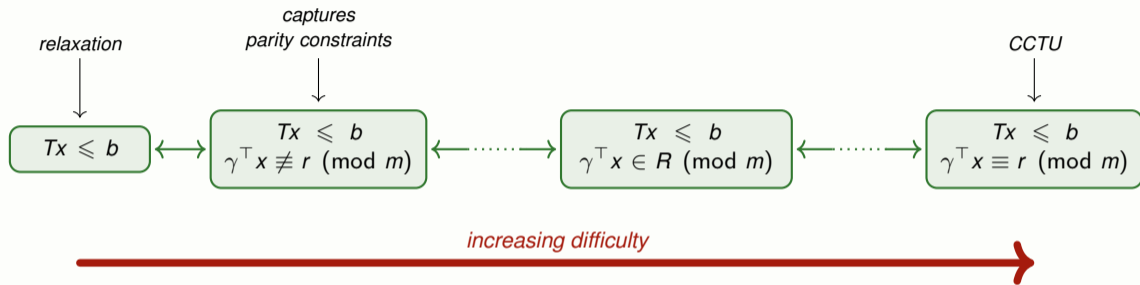 relaxation
captures
parity constraints
CCTU
Tx ⩽ b
Tx ⩽ b
γ⊤x ≢ r (mod m)
Tx ⩽ b
γ⊤x ∈ R (mod m)
Tx ⩽ b
γ⊤x ≡ r (mod m)
increasing difficulty